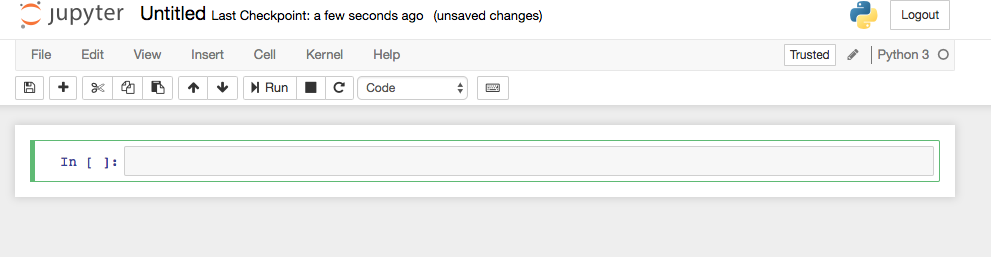 jupyter Untitled Last Checkpoint: a few seconds ago (unsaved changes) Logout
File Edit View Insert Cell Kernel Help Trusted Python 3
Run Code
In [ ]: